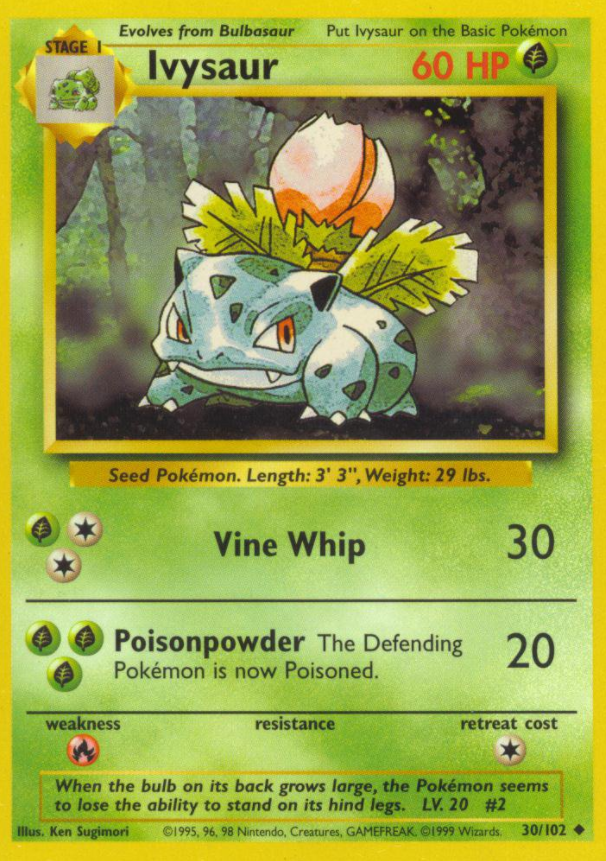 Evolves from Bulbasaur Put Ivysaur on the Basic Pokémon
STAGE 1
Ivysaur 60 HP
Seed Pokémon. Length: 3' 3", Weight: 29 lbs.
Vine Whip 30
Poisonpowder The Defending
Pokémon is now Poisoned.
20
weakness resistance retreat cost
When the bulb on its back grows large, the Pokémon seems
to lose the ability to stand on its hind legs. LV. 20 #2
Illus. Ken Sugimori ©1995, 96, 98 Nintendo, Creatures, GAMEFREAK. ©1999 Wizards. 30/102 ◆